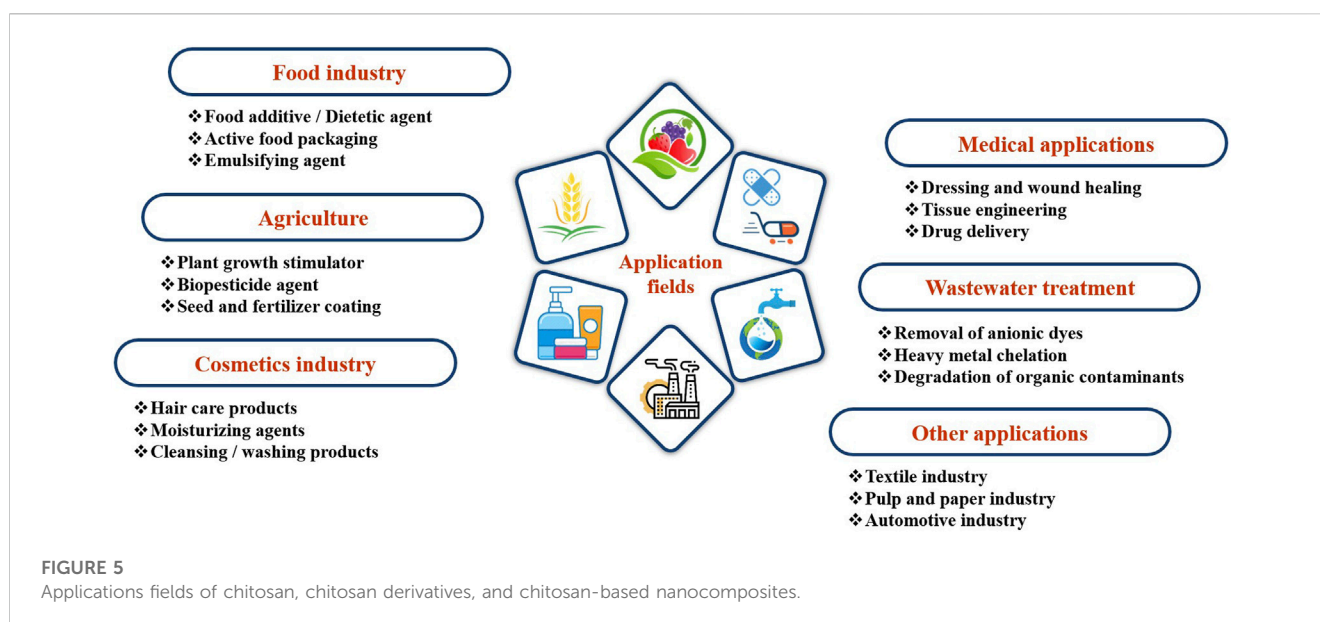 Food industry
❖Food additive / Dietetic agent
❖Active food packaging
❖Emulsifying agent
Agriculture
❖Plant growth stimulator
❖Biopesticide agent
❖Seed and fertilizer coating
Cosmetics industry
❖Hair care products
❖Moisturizing agents
❖Cleansing / washing products
Application
fields
Medical applications
❖Dressing and wound healing
❖Tissue engineering
❖Drug delivery
Wastewater treatment
❖Removal of anionic dyes
❖Heavy metal chelation
❖Degradation of organic contaminants
Other applications
❖Textile industry
❖Pulp and paper industry
❖Automotive industry
FIGURE 5
Applications fields of chitosan, chitosan derivatives, and chitosan-based nanocomposites.